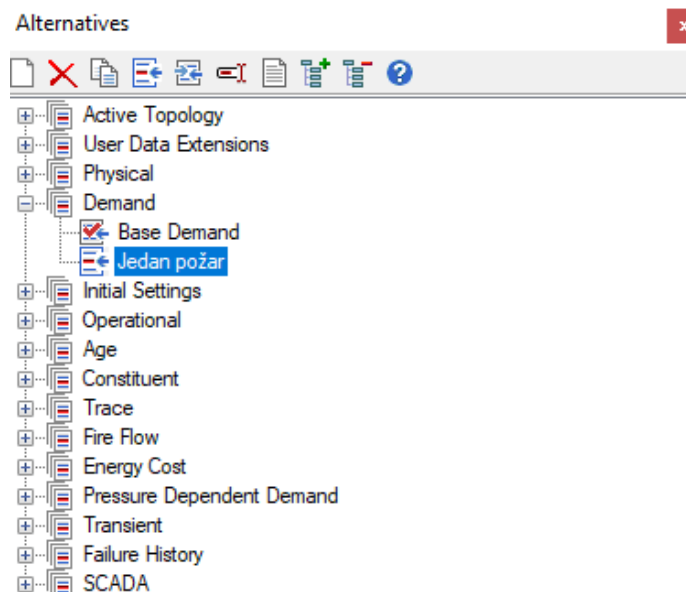 Alternatives
Active Topology
User Data Extensions
Physical
Demand
Base Demand
Jedan požar
Initial Settings
Operational
Age
Constituent
Trace
Fire Flow
Energy Cost
Pressure Dependent Demand
Transient
Failure History
SCADA